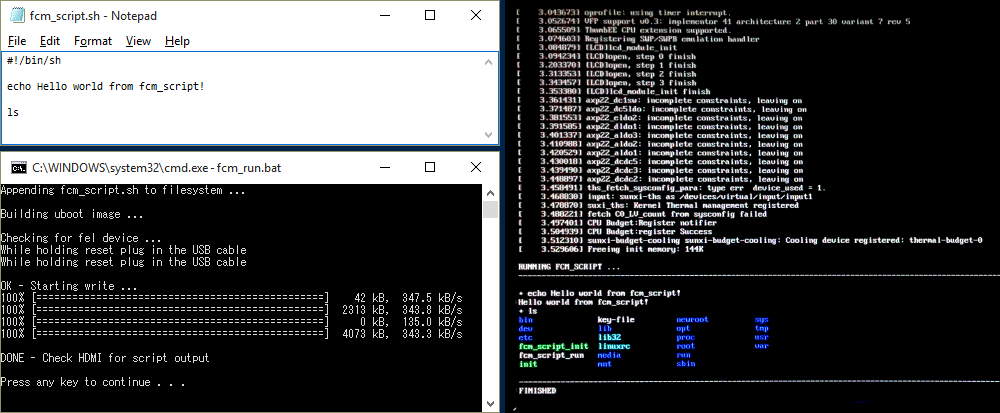 fcm_script.sh - Notepad
File Edit Format View Help
#!/bin/sh
echo Hello world from fcm_script!
ls
C:\WINDOWS\system32\cmd.exe - fcm_run.bat
Appending fcm_script.sh to filesystem ...
Building uboot image ...
Checking for fel device ...
While holding reset plug in the USB cable
While holding reset plug in the USB cable
OK - Starting write ...
100% [================================================] 42 kB, 347.5 kB/s
100% [================================================] 2313 kB, 343.8 kB/s
100% [================================================] 0 kB, 135.0 kB/s
100% [================================================] 4073 kB, 343.3 kB/s
DONE - Check HDMI for script output
Press any key to continue . . .
[ 3.043673] oprofile: using timer interrupt.
[ 3.052674] VFP support v0.3: implementor 41 architecture 2 part 30 variant 7 rev 5
[ 3.065509] ThumbEE CPU extension supported.
[ 3.074603] Registering SWP/SWPB emulation handler
[ 3.084879] [LCD]lcd_module_init
[ 3.094234] [LCD]open, step 0 finish
[ 3.203370] [LCD]open, step 1 finish
[ 3.313353] [LCD]open, step 2 finish
[ 3.343457] [LCD]open, step 3 finish
[ 3.353380] [LCD]lcd_module_init finish
[ 3.361431] axp22_dc1sw: incomplete constraints, leaving on
[ 3.371487] axp22_dc5ldo: incomplete constraints, leaving on
[ 3.381553] axp22_eldo2: incomplete constraints, leaving on
[ 3.391585] axp22_dldo1: incomplete constraints, leaving on
[ 3.401337] axp22_aldo3: incomplete constraints, leaving on
[ 3.410988] axp22_aldo2: incomplete constraints, leaving on
[ 3.420529] axp22_aldo1: incomplete constraints, leaving on
[ 3.430018] axp22_dcdc5: incomplete constraints, leaving on
[ 3.439490] axp22_dcdc3: incomplete constraints, leaving on
[ 3.448897] axp22_dcdc2: incomplete constraints, leaving on
[ 3.458491] ths_fetch_sysconfig_para: type err device_used = 1.
[ 3.468830] input: sunxi-ths as /devices/virtual/input/input1
[ 3.478870] suxi_ths: Kernel Thermal management registered
[ 3.488221] fetch C0_LV_count from sysconfig failed
[ 3.497401] CPU Budget:Register notifier
[ 3.504939] CPU Budget:register Success
[ 3.512310] sunxi-budget-cooling sunxi-budget-cooling: Cooling device registered: thermal-budget-0
[ 3.529606] Freeing init memory: 144K
RUNNING FCM_SCRIPT ...
+ echo Hello world from fcm_script!
Hello world from fcm_script!
+ ls
bin key-file newroot sys
dev lib opt tmp
etc lib32 proc usr
fcm_script_init linuxrc root var
fcm_script_run media run
init mnt sbin
FINISHED